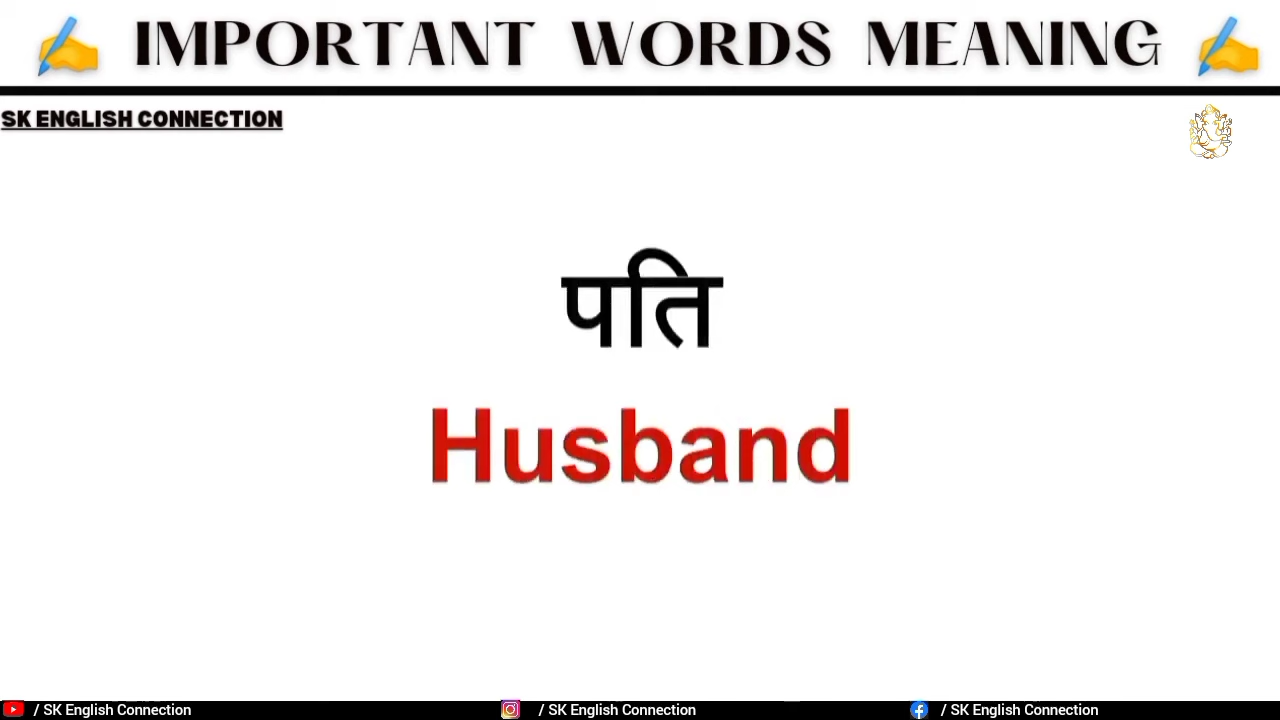 ✍ IMPORTANT WORDS MEANING ✍
SK ENGLISH CONNECTION
पति
Husband
/ SK English Connection / SK English Connection / SK English Connection